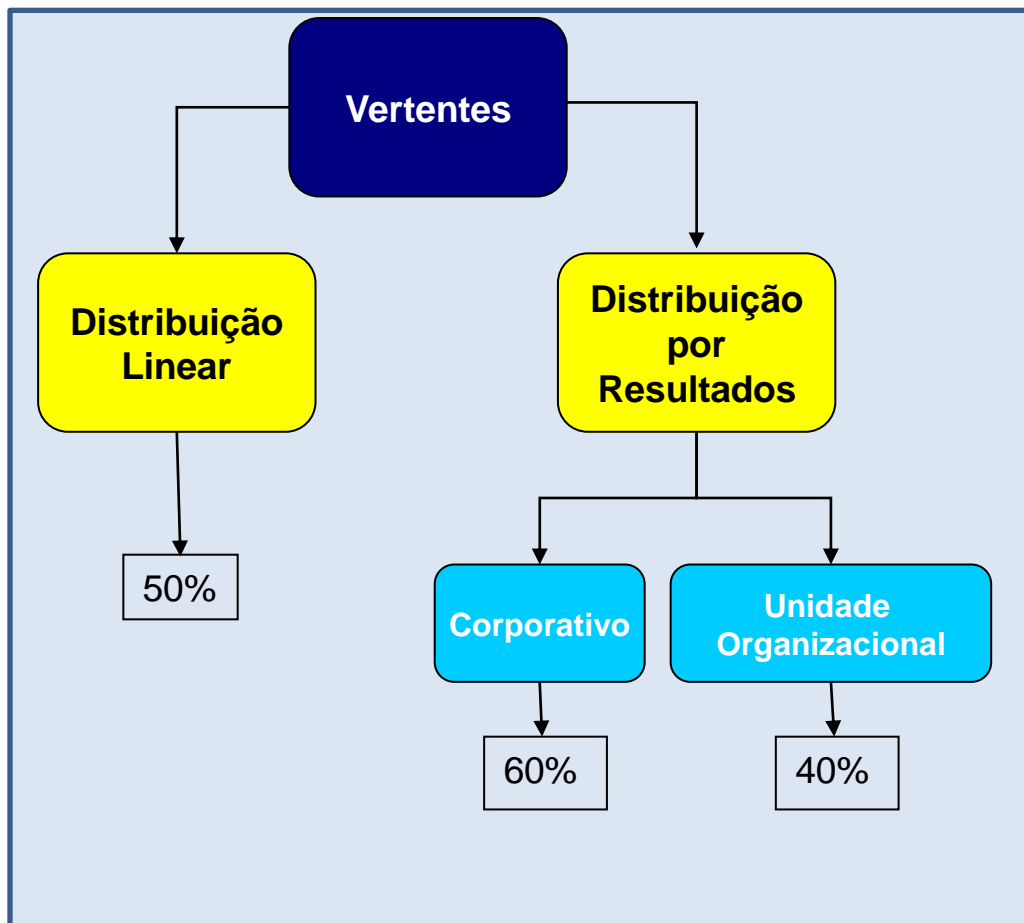 Vertentes
Distribuição
Linear
Distribuição
por
Resultados
50%
Corporativo
Unidade
Organizacional
60%
40%